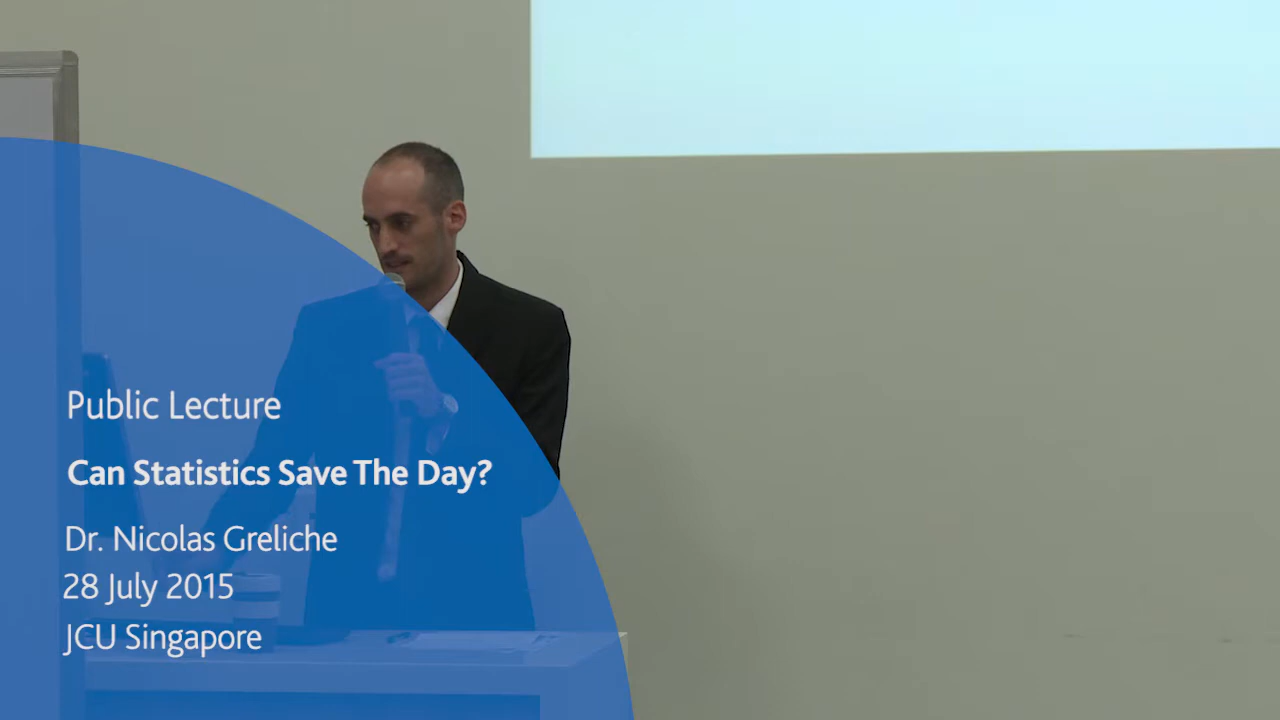 Public Lecture
Can Statistics Save The Day?
Dr. Nicolas Greliche
28 July 2015
JCU Singapore